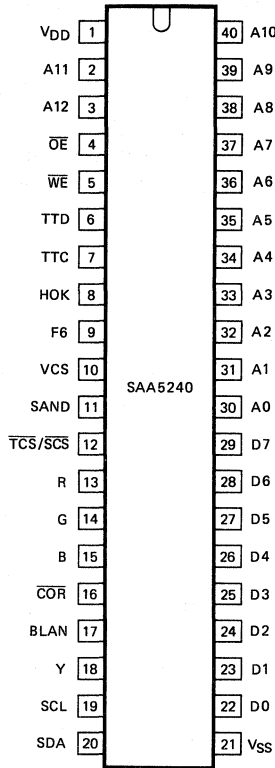 VDD 1 40 A10
A11 2 39 A9
A12 3 38 A8
OE 4 37 A7
WE 5 36 A6
TTD 6 35 A5
TTC 7 34 A4
HOK 8 33 A3
F6 9 32 A2
VCS 10 31 A1
SAA5240
SAND 11 30 A0
TCS/SCS 12 29 D7
R 13 28 D6
G 14 27 D5
B 15 26 D4
COR 16 25 D3
BLAN 17 24 D2
Y 18 23 D1
SCL 19 22 D0
SDA 20 21 VSS